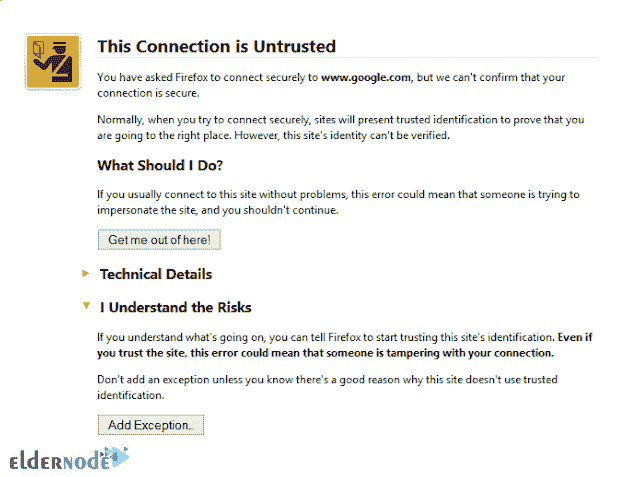 This Connection is Untrusted
You have asked Firefox to connect securely to www.google.com, but we can't confirm that your
connection is secure.
Normally, when you try to connect securely, sites will present trusted identification to prove that you
are going to the right place. However, this site's identity can't be verified.
What Should I Do?
If you usually connect to this site without problems, this error could mean that someone is trying to
impersonate the site, and you shouldn't continue.
Get me out of here!
Technical Details
I Understand the Risks
If you understand what's going on, you can tell Firefox to start trusting this site's identification. Even if
you trust the site, this error could mean that someone is tampering with your connection.
Don't add an exception unless you know there's a good reason why this site doesn't use trusted
identification.
Add Exception...
eLDeRNODe